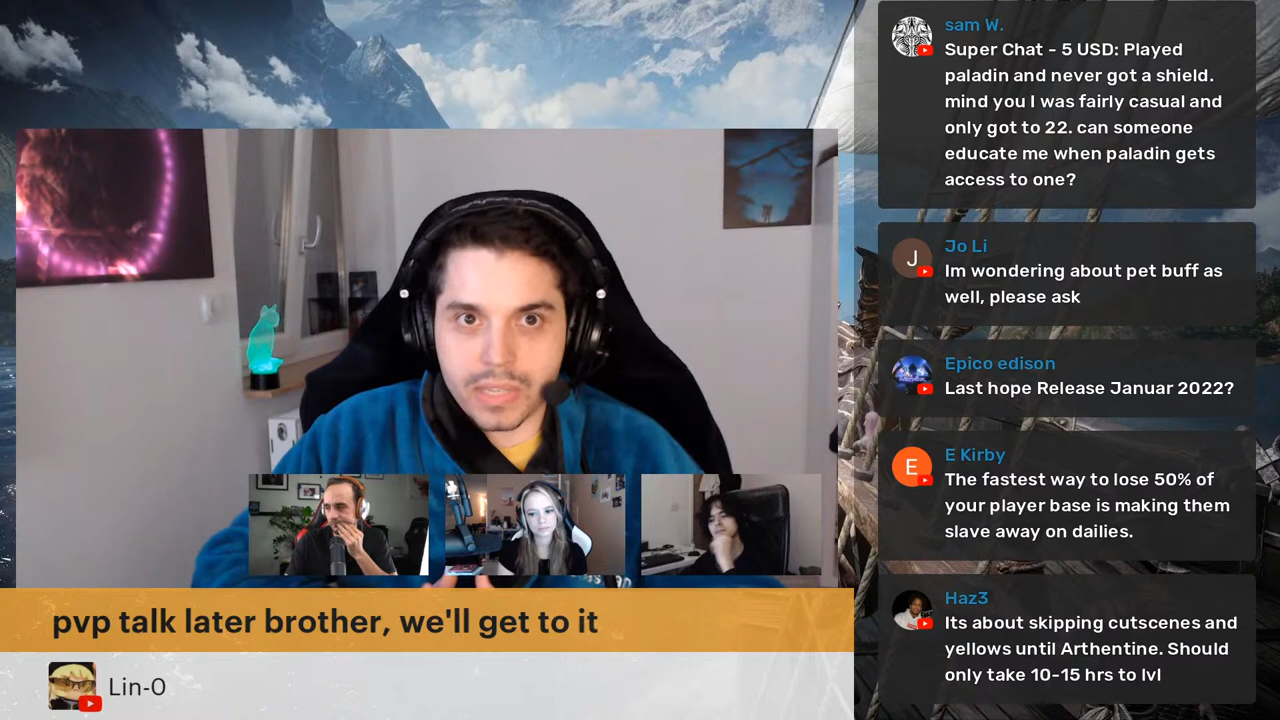 sam W.
Super Chat - 5 USD: Played
paladin and never got a shield.
mind you I was fairly casual and
only got to 22. can someone
educate me when paladin gets
access to one?
J
Jo Li
Im wondering about pet buff as
well, please ask
Epico edison
Last hope Release Januar 2022?
E
E Kirby
The fastest way to lose 50% of
your player base is making them
slave away on dailies.
Haz3
Its about skipping cutscenes and
yellows until Arthentine. Should
only take 10-15 hrs to lvl
pvp talk later brother, we'll get to it
Lin-O